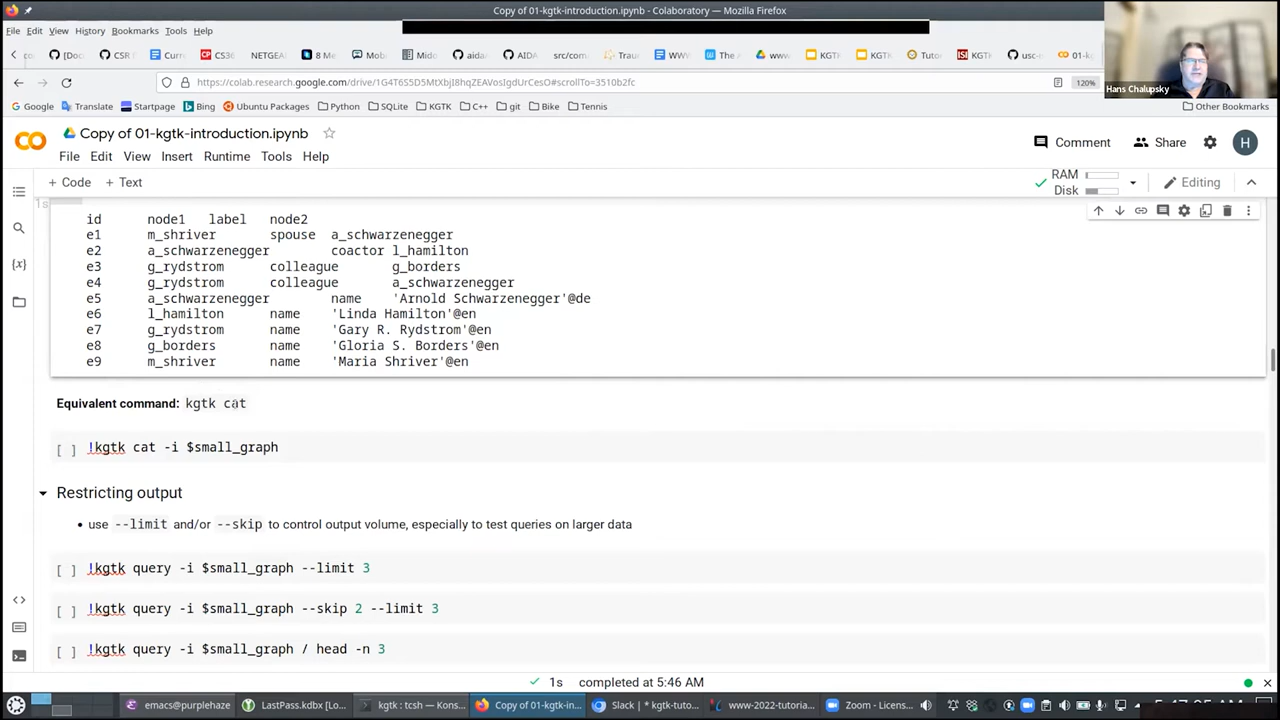 Copy of 01-kgtk-introduction.ipynb - Colaboratory — Mozilla Firefox
File Edit View History Bookmarks Tools Help
[Doc CSR F Curre CS36 NETGEA 8 Me Mob Mido aida AIDA src/com Trau WWW The A www KGTK KGTK Tuto KGTK usc- 01-kg
https://colab.research.google.com/drive/1G4T6S5D5MtXbjI8hqZEAVosIgdUrCesO#scrollTo=3510b2fc
120%
Hans Chalupsky
Google Translate Startpage Bing Ubuntu Packages Python SQLite KGTK C++ git Bike Tennis Other Bookmarks
Copy of 01-kgtk-introduction.ipynb
Comment Share H
File Edit View Insert Runtime Tools Help
+ Code + Text
RAM
Disk
Editing
1s
id node1 label node2
e1 m_shriver spouse a_schwarzenegger
e2 a_schwarzenegger coactor l_hamilton
e3 g_rydstrom colleague g_borders
e4 g_rydstrom colleague a_schwarzenegger
e5 a_schwarzenegger name 'Arnold Schwarzenegger'@de
e6 l_hamilton name 'Linda Hamilton'@en
e7 g_rydstrom name 'Gary R. Rydstrom'@en
e8 g_borders name 'Gloria S. Borders'@en
e9 m_shriver name 'Maria Shriver'@en
Equivalent command: kgtk cat
[ ] !kgtk cat -i $small_graph
Restricting output
• use --limit and/or --skip to control output volume, especially to test queries on larger data
[ ] !kgtk query -i $small_graph --limit 3
[ ] !kgtk query -i $small_graph --skip 2 --limit 3
[ ] !kgtk query -i $small_graph / head -n 3
1s completed at 5:46 AM
emacs@purplehaze LastPass.kdbx [Lo... kgtk : tcsh — Kons... Copy of 01-kgtk-in... Slack | * kgtk-tuto... www-2022-tutoria... Zoom - Licens...